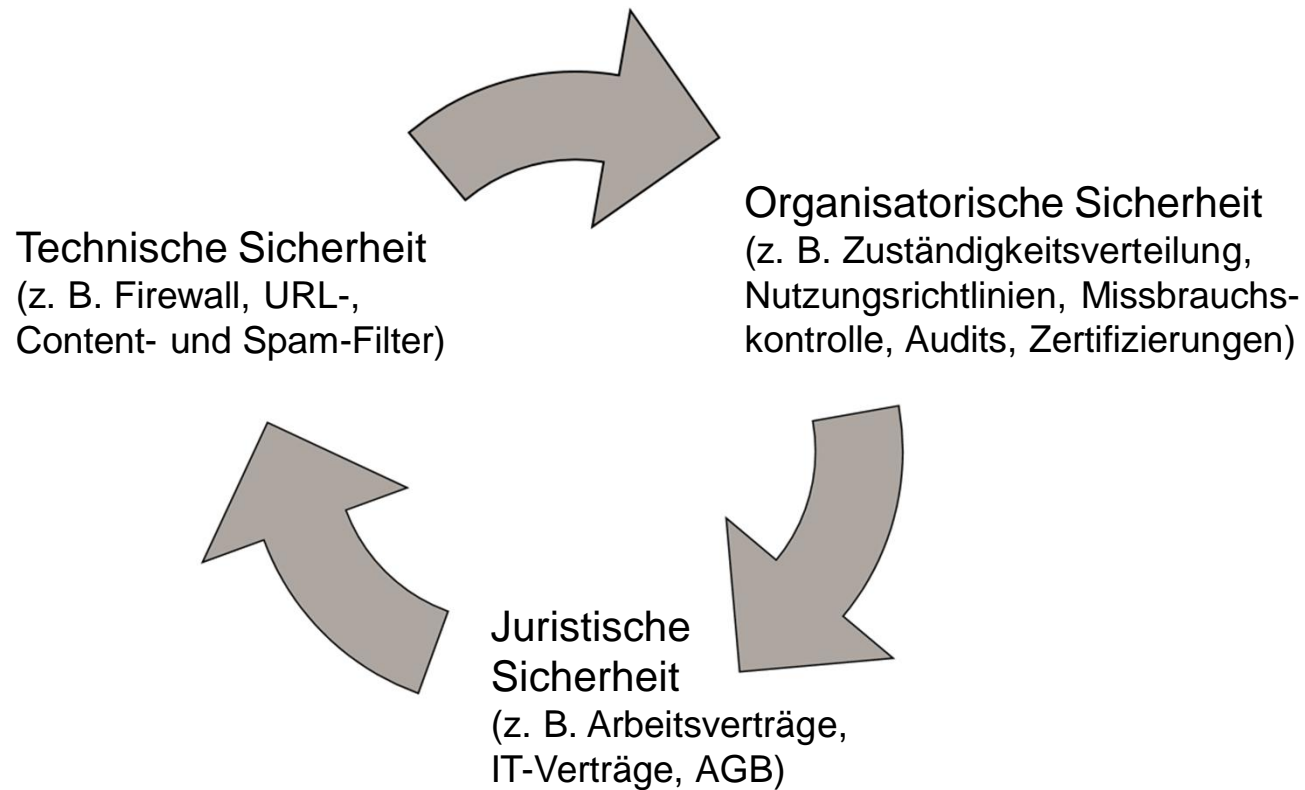 Technische Sicherheit
(z. B. Firewall, URL-,
Content- und Spam-Filter)
Organisatorische Sicherheit
(z. B. Zuständigkeitsverteilung,
Nutzungsrichtlinien, Missbrauchs-
kontrolle, Audits, Zertifizierungen)
Juristische
Sicherheit
(z. B. Arbeitsverträge,
IT-Verträge, AGB)